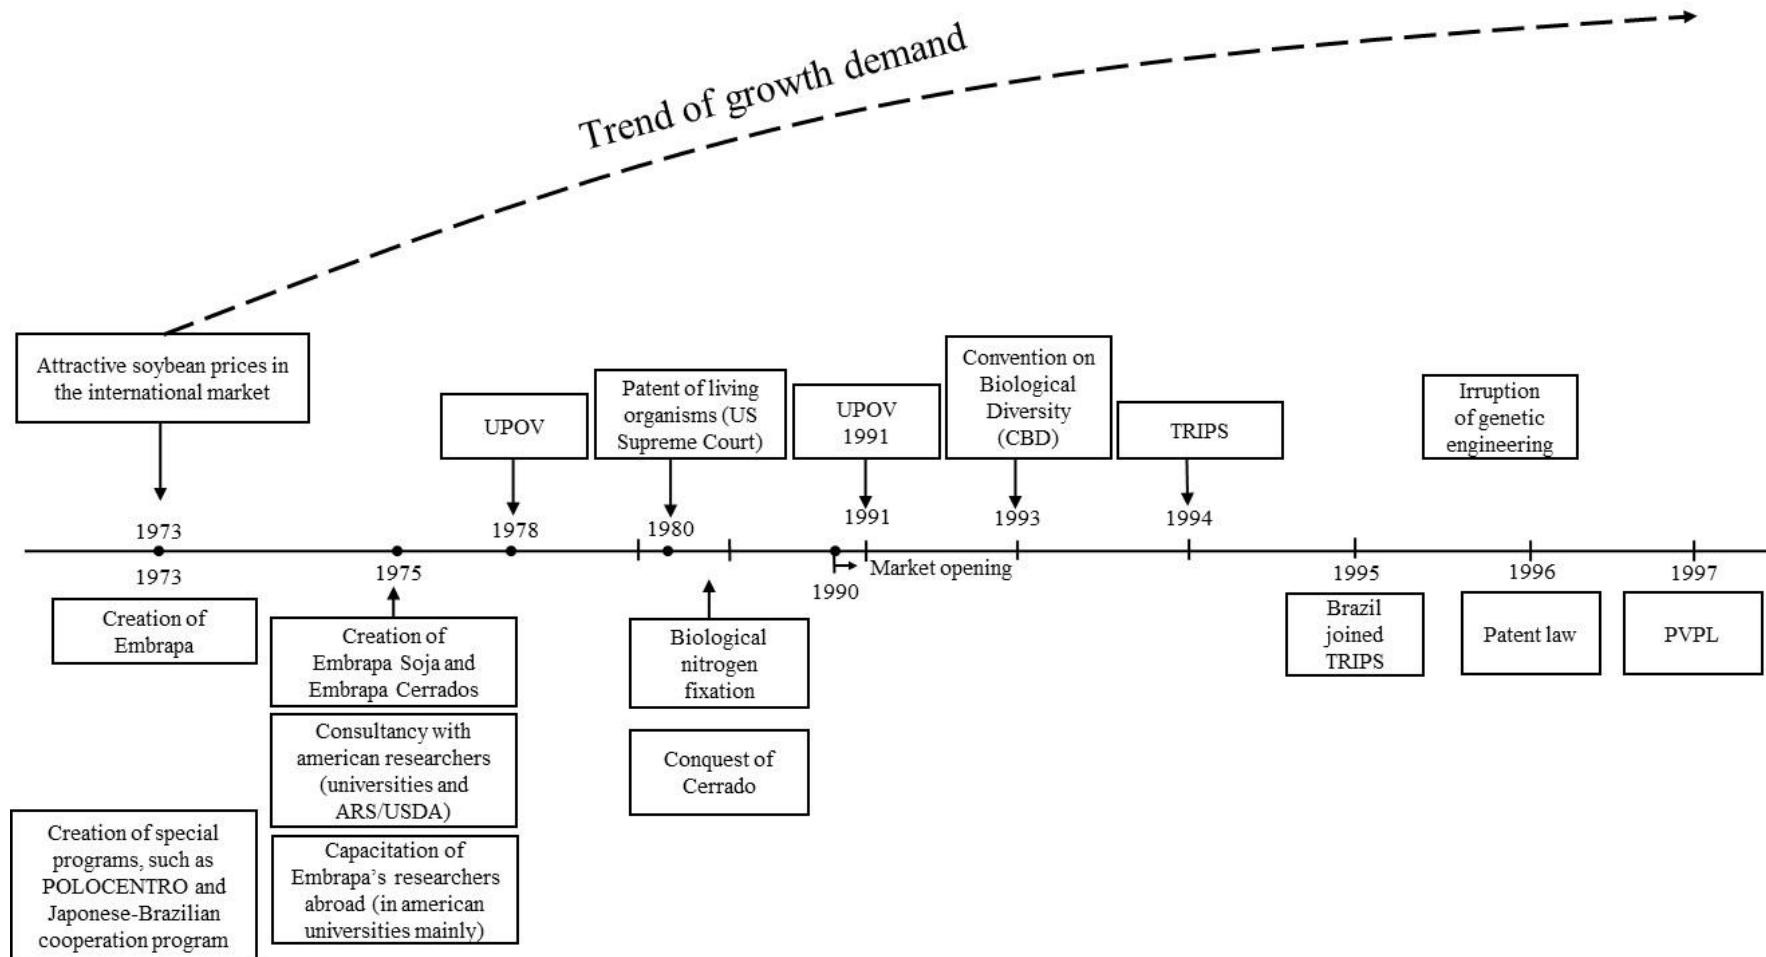 Trend of growth demand
Attractive soybean prices in
the international market
UPOV
Patent of living
organisms (US
Supreme Court)
UPOV
1991
Convention on
Biological
Diversity
(CBD)
TRIPS
Irruption
of genetic
engineering
1973
1978
1980
1991
1993
1994
1973
1975
1990
Market opening
1995
1996
1997
Creation of
Embrapa
Creation of
Embrapa Soja and
Embrapa Cerrados
Biological
nitrogen
fixation
Brazil
joined
TRIPS
Patent law
PVPL
Consultancy with
american researchers
(universities and
ARS/USDA)
Conquest of
Cerrado
Creation of special
programs, such as
POLOCENTRO and
Japonese-Brazilian
cooperation program
Capacitation of
Embrapa's researchers
abroad (in american
universities mainly)